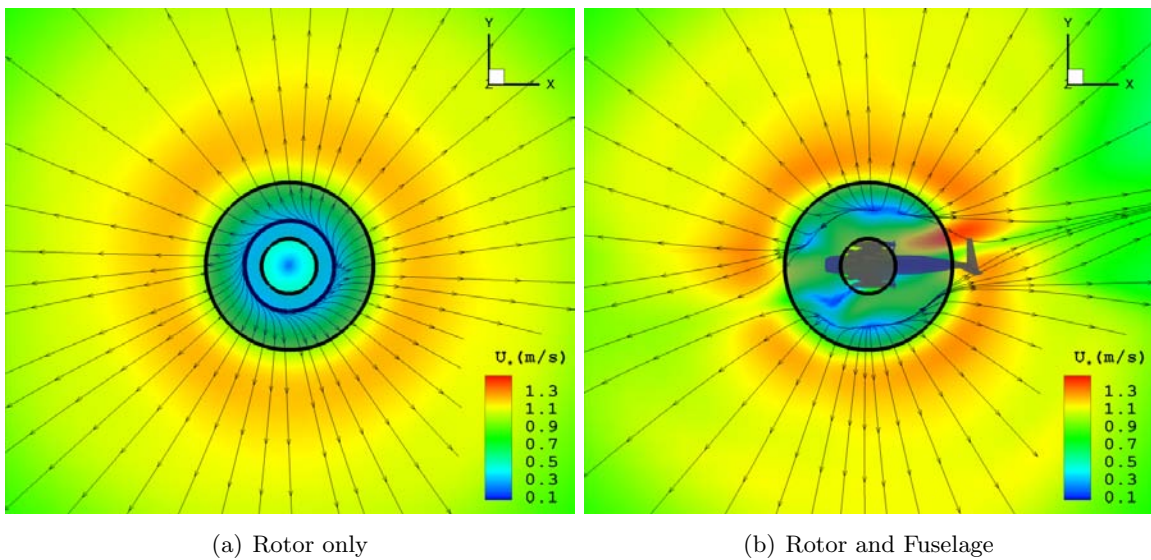 Y
Z
X
U*(m/s)
1.3
1.1
0.9
0.7
0.5
0.3
0.1
(a) Rotor only
Y
Z
X
U*(m/s)
1.3
1.1
0.9
0.7
0.5
0.3
0.1
(b) Rotor and Fuselage